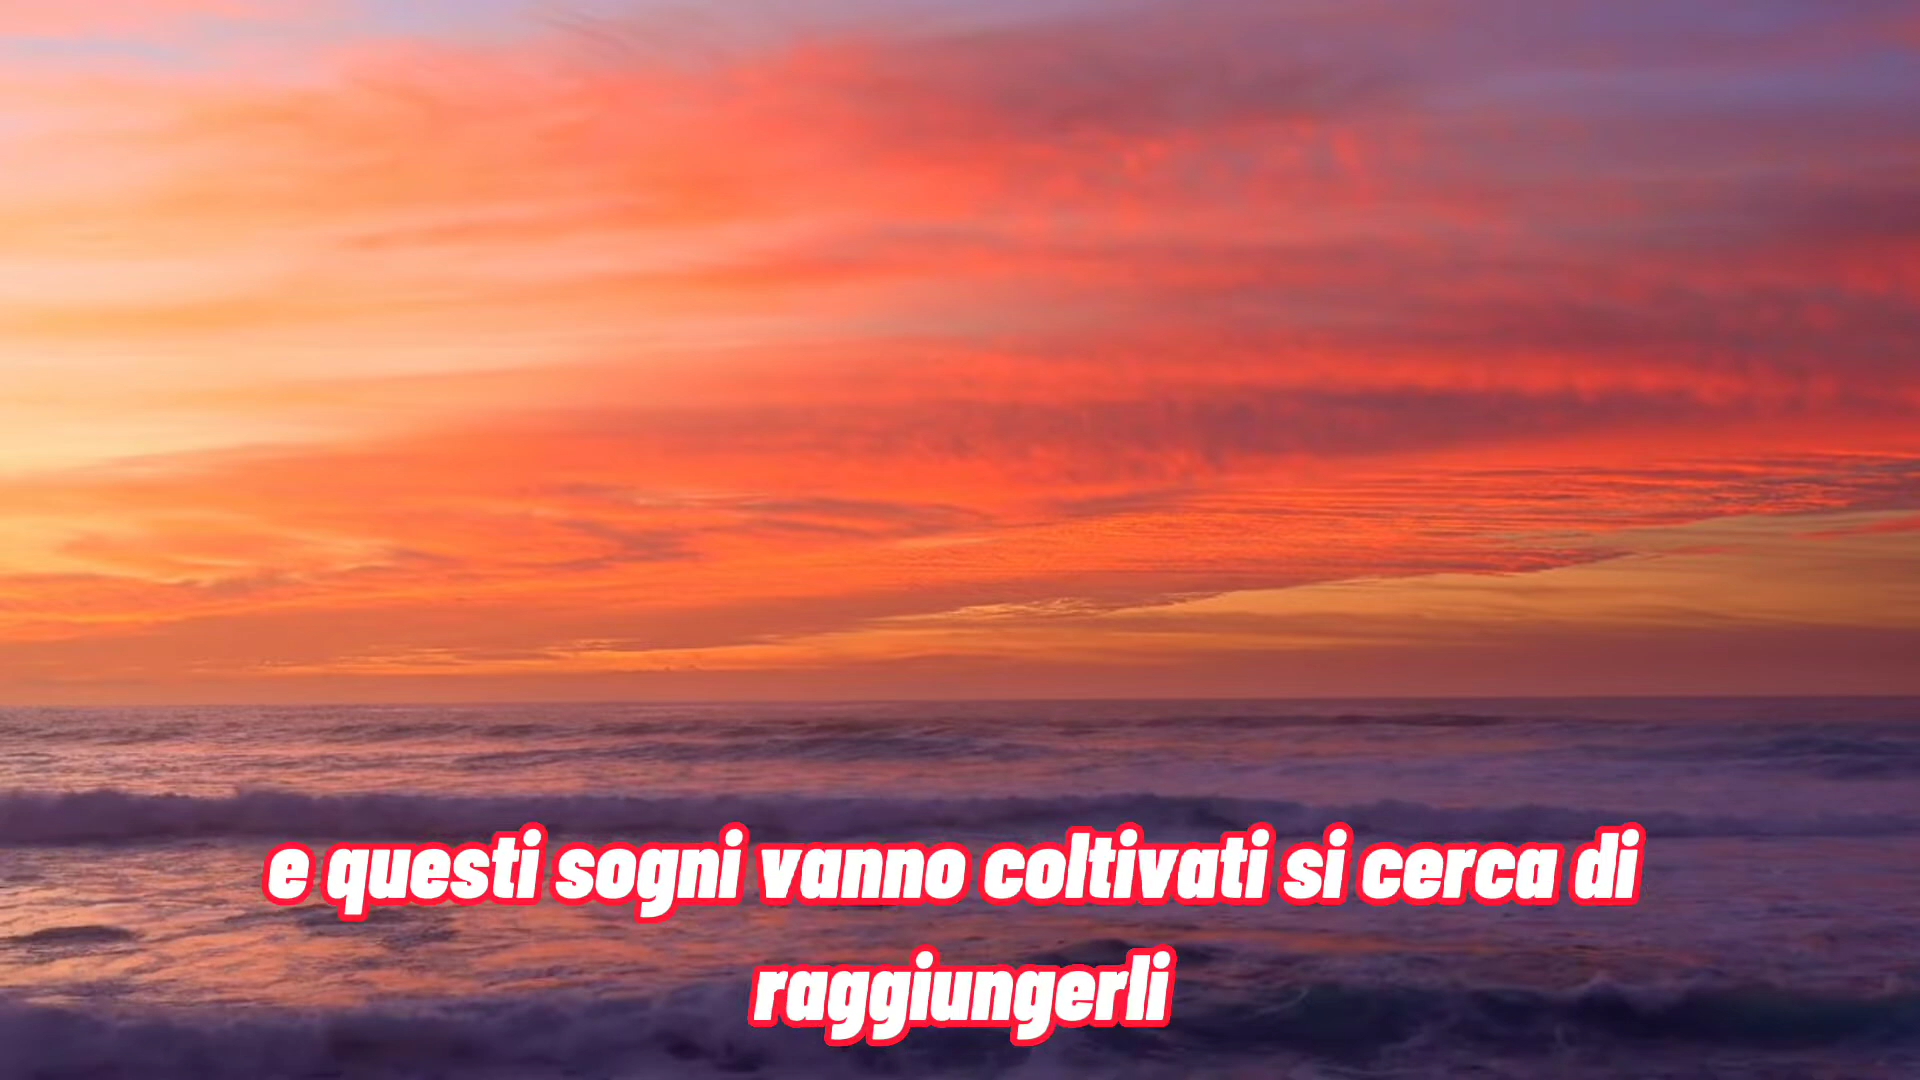 e questi sogni vanno coltivati si cerca di
raggiungerli